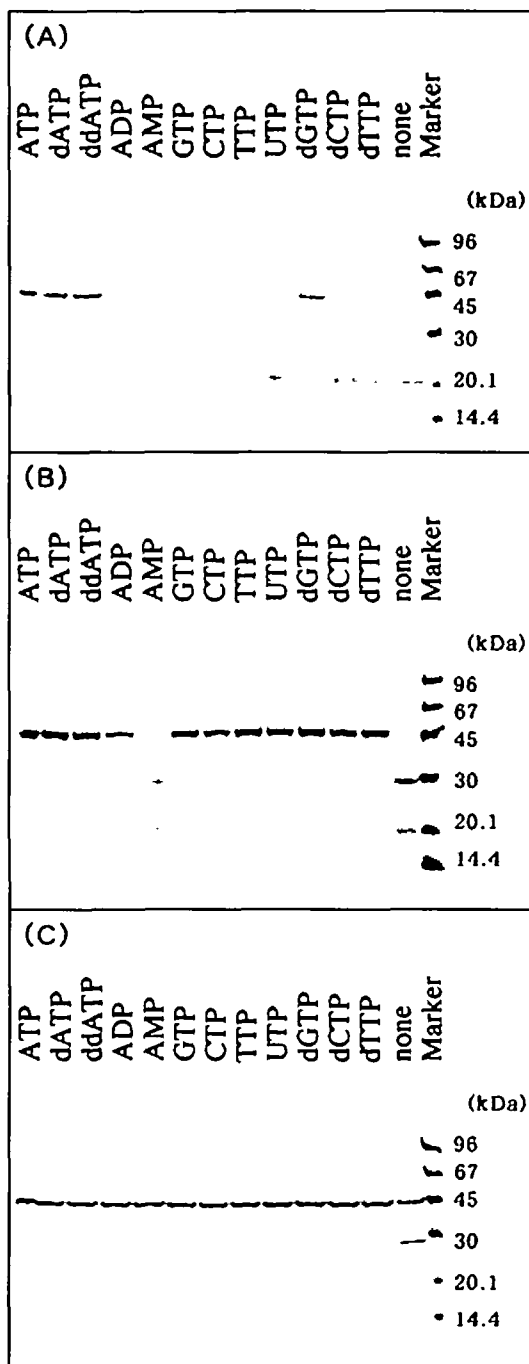 (A)
ATP dATP ddATP ADP AMP GTP CTP TTP UTP dGTP dCTP dTTP none Marker
(kDa)
96
67
45
30
20.1
14.4
(B)
ATP dATP ddATP ADP AMP GTP CTP TTP UTP dGTP dCTP dTTP none Marker
(kDa)
96
67
45
30
20.1
14.4
(C)
ATP dATP ddATP ADP AMP GTP CTP TTP UTP dGTP dCTP dTTP none Marker
(kDa)
96
67
45
30
20.1
14.4